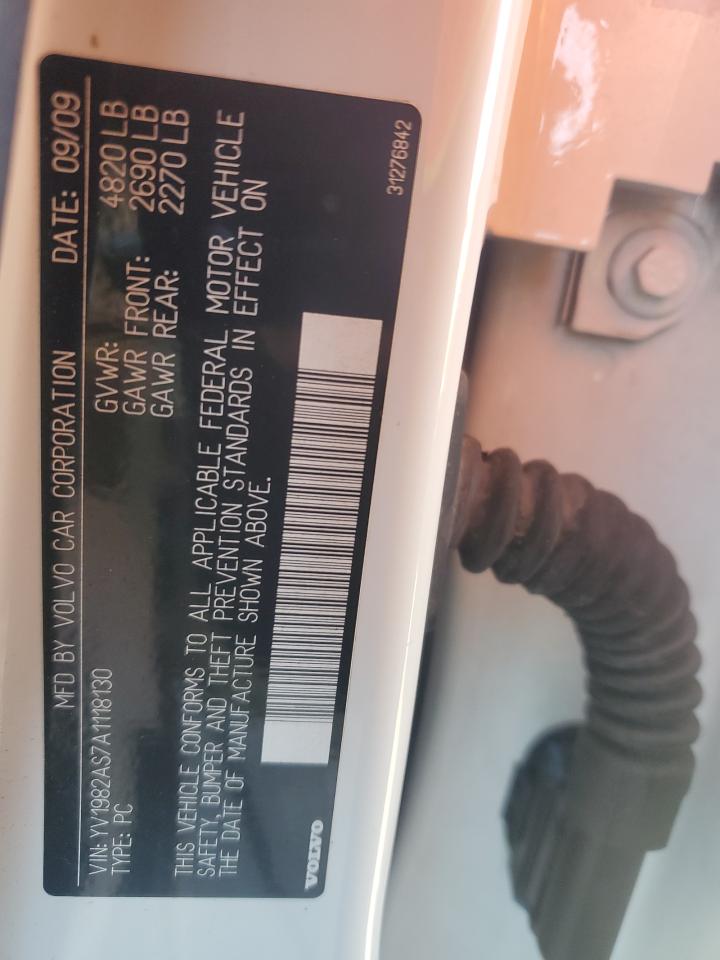 MFD BY VOLVO CAR CORPORATION DATE: 09/09
GVWR: 4820 LB
GAWR FRONT: 2690 LB
GAWR REAR: 2270 LB
VIN: YV1982AS7A1118130
TYPE: PC
THIS VEHICLE CONFORMS TO ALL APPLICABLE FEDERAL MOTOR VEHICLE
SAFETY, BUMPER AND THEFT PREVENTION STANDARDS IN EFFECT ON
THE DATE OF MANUFACTURE SHOWN ABOVE.
VOLVO
31276842